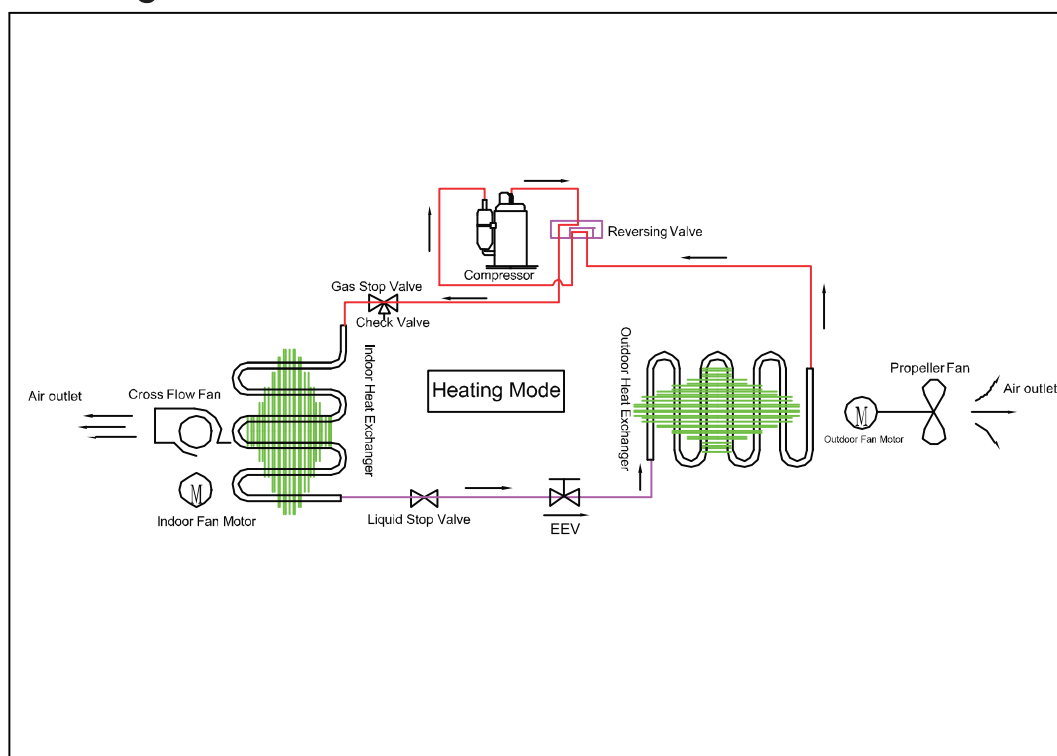 Reversing Valve
Compressor
Gas Stop Valve
Check Valve
Indoor Heat Exchanger
Outdoor Heat Exchanger
Heating Mode
Propeller Fan
Air outlet
Cross Flow Fan
Air outlet
M
Outdoor Fan Motor
M
Indoor Fan Motor
Liquid Stop Valve
EEV